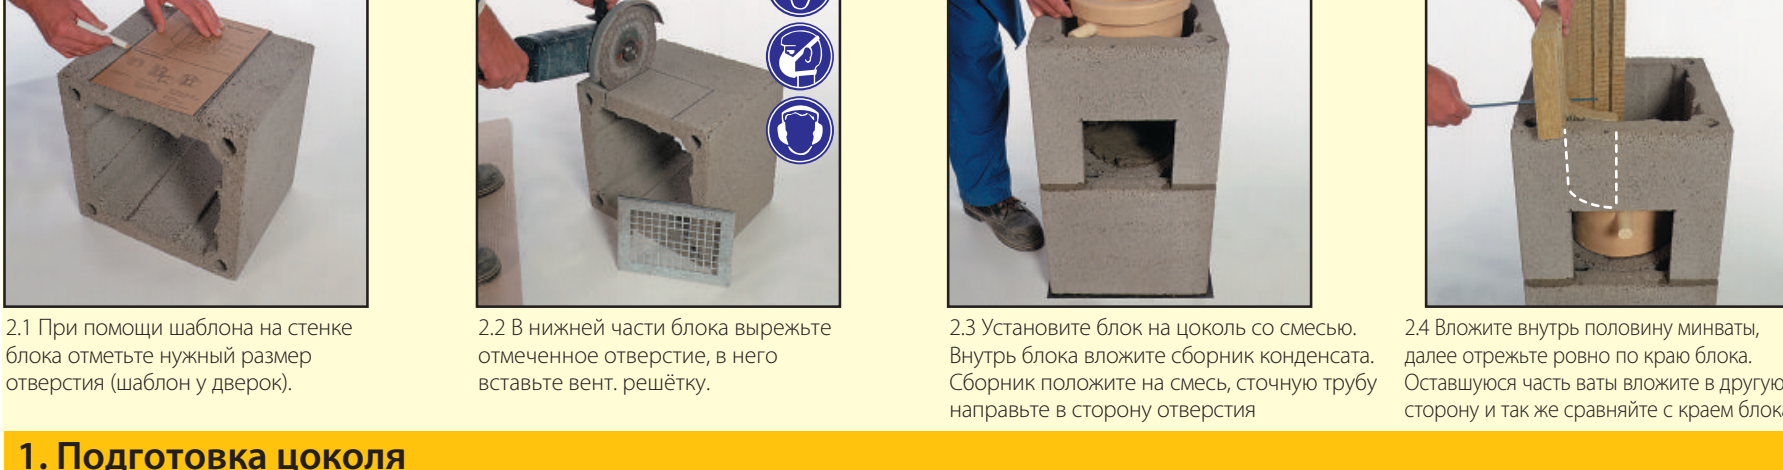 2.1 При помощи шаблона на стенке
блока отметьте нужный размер
отверстия (шаблон у дверок).
2.2 В нижней части блока вырежьте
отмеченное отверстие, в него
вставьте вент. решётку.
2.3 Установите блок на цоколь со смесью.
Внутрь блока вложите сборник конденсата.
Сборник положите на смесь, сточную трубу
направьте в сторону отверстия
2.4 Вложите внутрь половину минваты,
далее отрежьте ровно по краю блока.
Оставшуюся часть ваты вложите в другую
сторону и так же сравняйте с краем блока
1. Подготовка цоколя